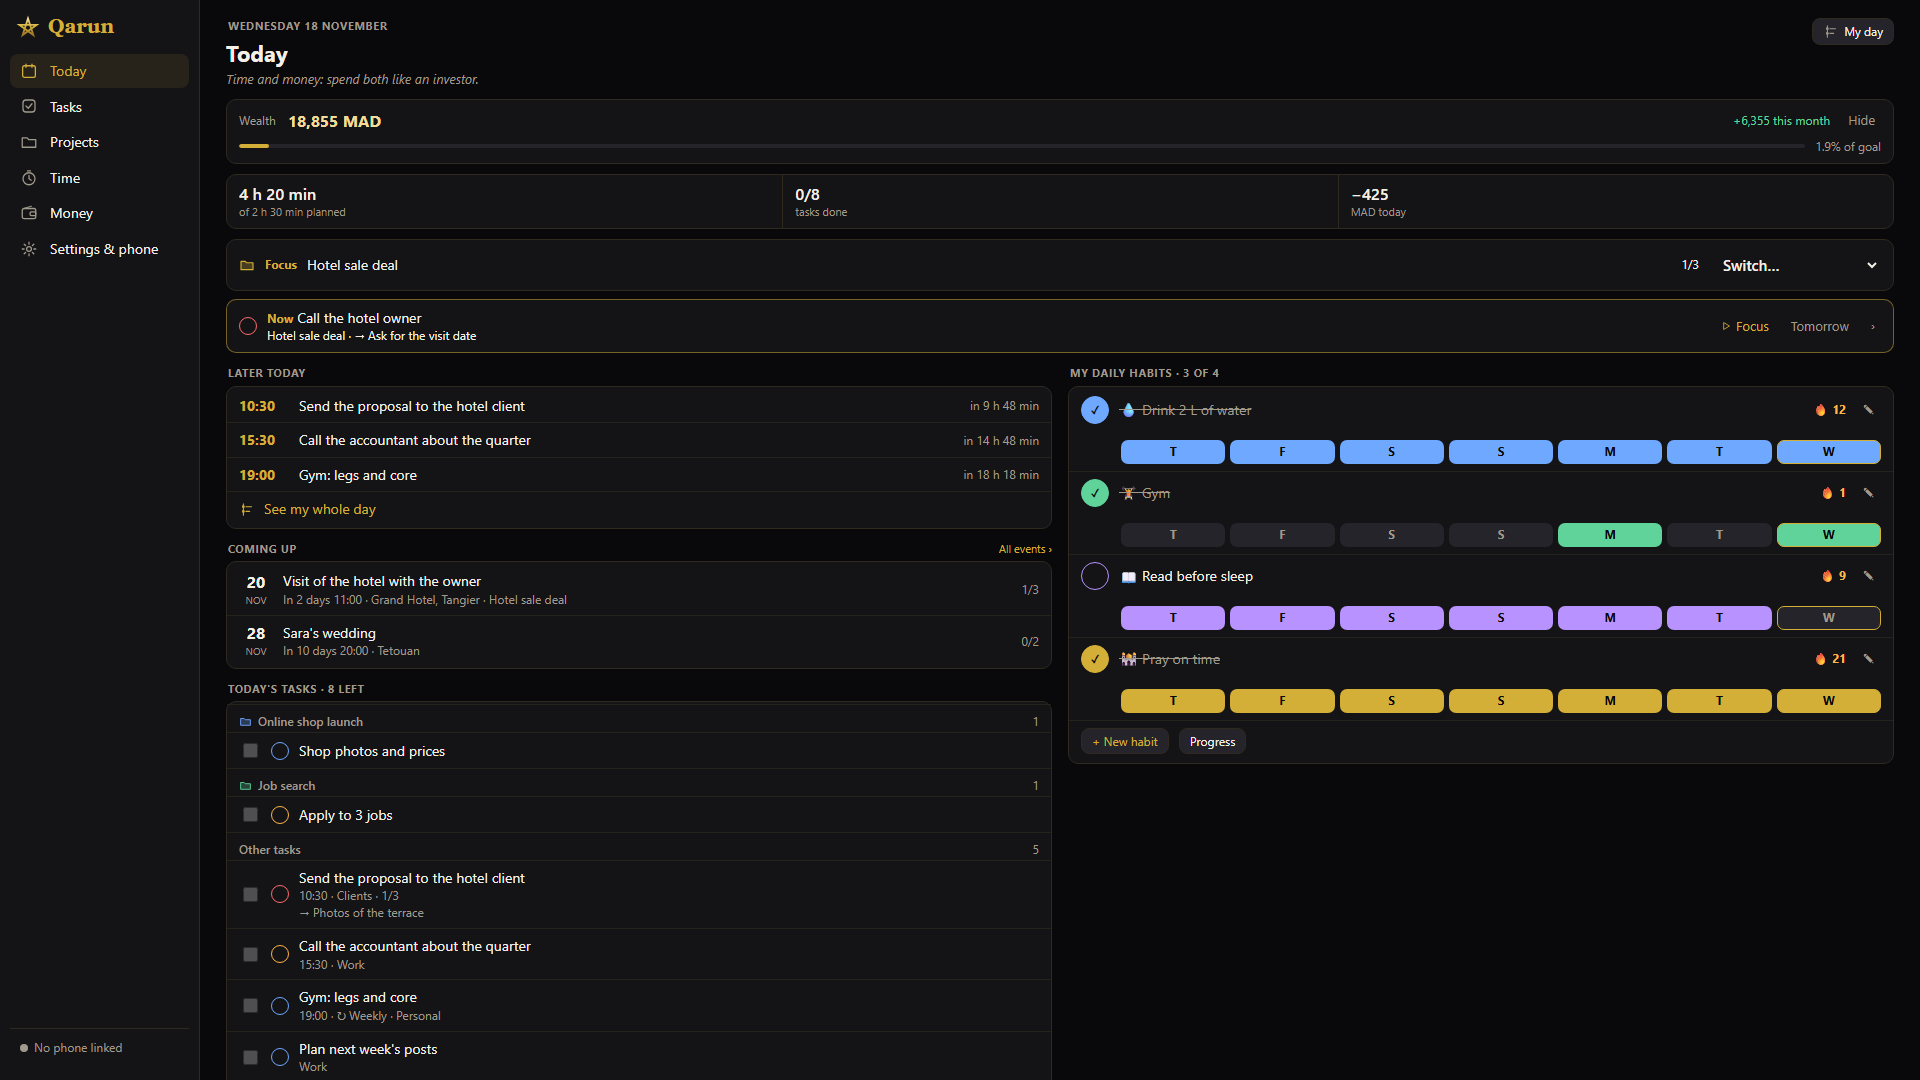 Qarun
Today
Tasks
Projects
Time
Money
Settings & phone
No phone linked
WEDNESDAY 18 NOVEMBER
Today
Time and money: spend both like an investor.
My day
Wealth 18,855 MAD
+6,355 this month Hide
1.9% of goal
4 h 20 min
of 2 h 30 min planned
0/8
tasks done
−425
MAD today
Focus Hotel sale deal
1/3 Switch...
Now Call the hotel owner
Hotel sale deal · → Ask for the visit date
Focus Tomorrow ›
LATER TODAY
10:30 Send the proposal to the hotel client in 9 h 48 min
15:30 Call the accountant about the quarter in 14 h 48 min
19:00 Gym: legs and core in 18 h 18 min
See my whole day
COMING UP All events ›
20 NOV
Visit of the hotel with the owner
In 2 days 11:00 · Grand Hotel, Tangier · Hotel sale deal
1/3
28 NOV
Sara's wedding
In 10 days 20:00 · Tetouan
0/2
TODAY'S TASKS · 8 LEFT
Online shop launch 1
Shop photos and prices
Job search 1
Apply to 3 jobs
Other tasks 5
Send the proposal to the hotel client
10:30 · Clients · 1/3
→ Photos of the terrace
Call the accountant about the quarter
15:30 · Work
Gym: legs and core
19:00 · ↻ Weekly · Personal
Plan next week's posts
Work
MY DAILY HABITS · 3 OF 4
✓ 💧 Drink 2 L of water 🔥 12
T F S S M T W
✓ 🏋 Gym 🔥 1
T F S S M T W
📖 Read before sleep 🔥 9
T F S S M T W
✓ Pray on time 🔥 21
T F S S M T W
+ New habit Progress